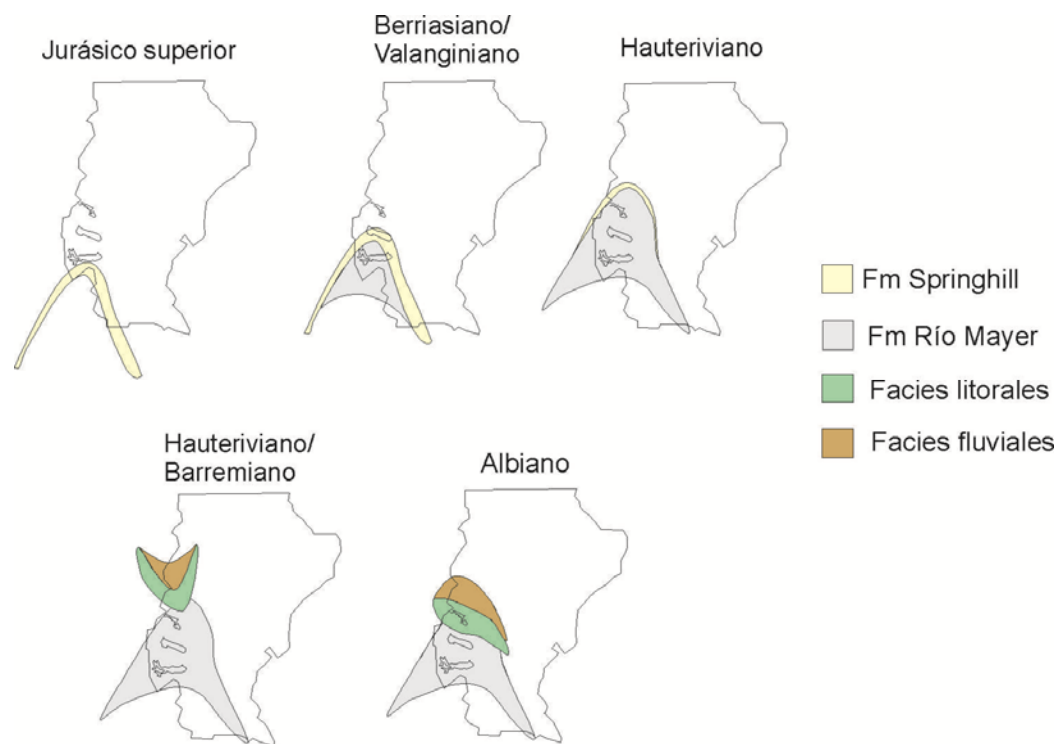 Jurásico superior
Berriasiano/
Valanginiano
Hauteriviano
Fm Springhill
Fm Río Mayer
Facies litorales
Facies fluviales
Hauteriviano/
Barremiano
Albiano